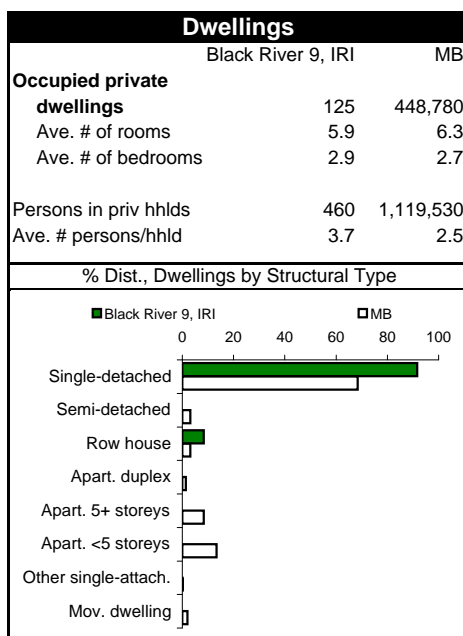 Dwellings
Black River 9, IRI MB
Occupied private
dwellings 125 448,780
Ave. # of rooms 5.9 6.3
Ave. # of bedrooms 2.9 2.7
Persons in priv hhlds 460 1,119,530
Ave. # persons/hhld 3.7 2.5
% Dist., Dwellings by Structural Type
Black River 9, IRI MB
0 20 40 60 80 100
Single-detached
Semi-detached
Row house
Apart. duplex
Apart. 5+ storeys
Apart. <5 storeys
Other single-attach.
Mov. dwelling